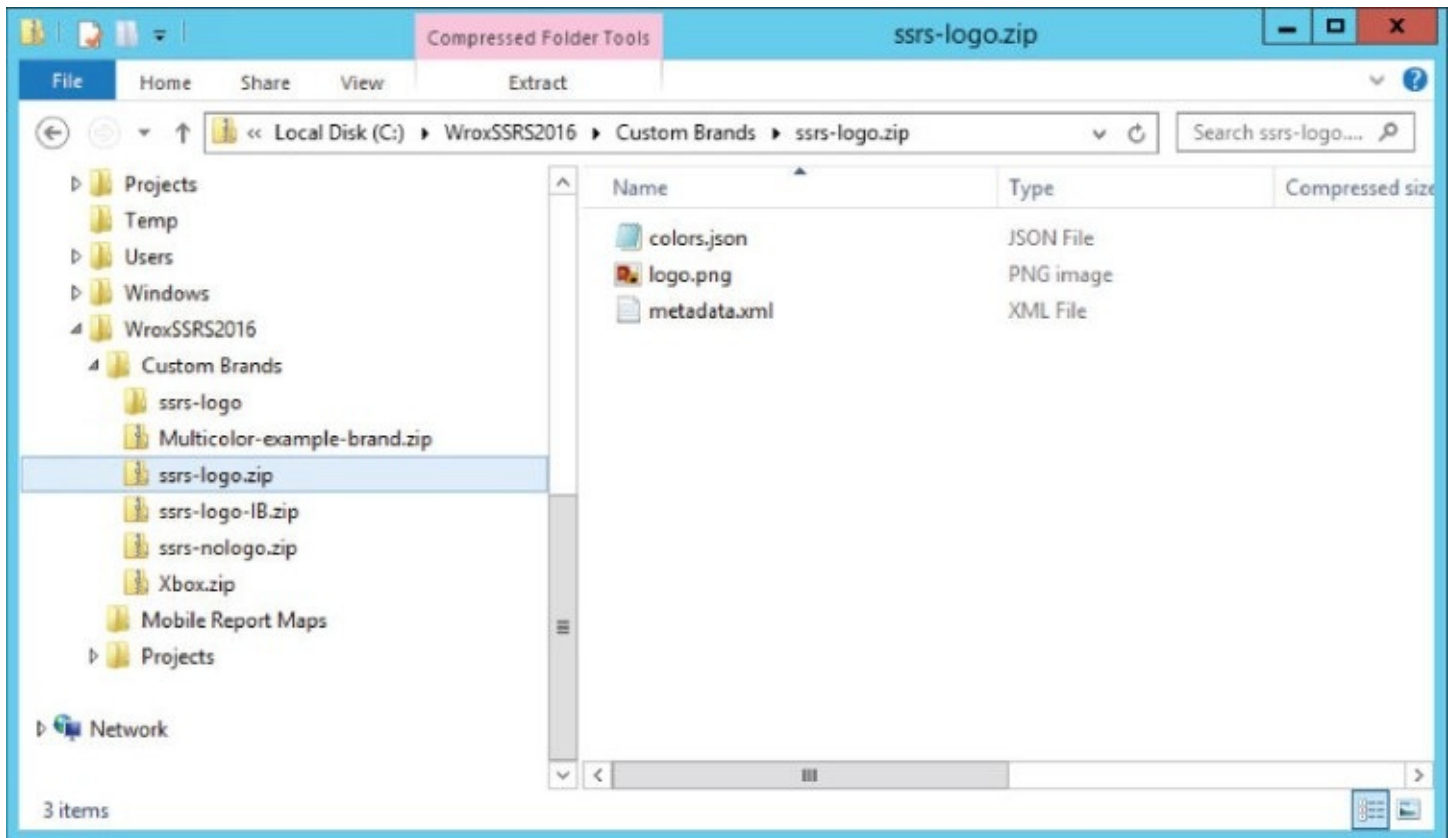 Compressed Folder Tools ssrs-logo.zip
File Home Share View Extract
« Local Disk (C:) WroxSSRS2016 Custom Brands ssrs-logo.zip Search ssrs-logo....
Projects
Temp
Users
Windows
WroxSSRS2016
Custom Brands
ssrs-logo
Multicolor-example-brand.zip
ssrs-logo.zip
ssrs-logo-IB.zip
ssrs-nologo.zip
Xbox.zip
Mobile Report Maps
Projects
Network
Name Type Compressed size
colors.json JSON File
logo.png PNG image
metadata.xml XML File
3 items